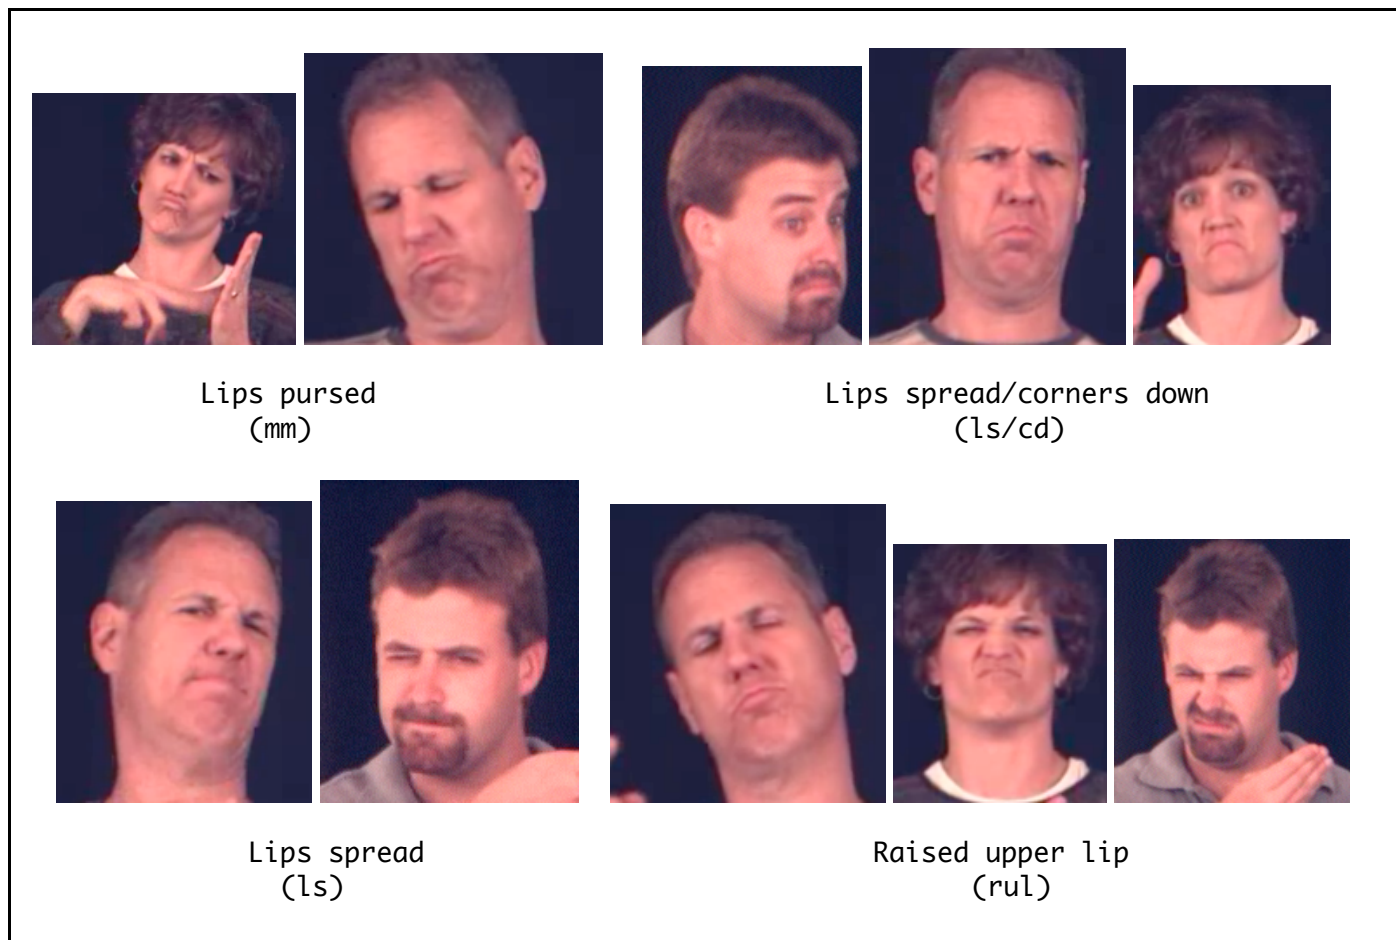 Lips pursed
(mm)
Lips spread/corners down
(ls/cd)
Lips spread
(ls)
Raised upper lip
(rul)